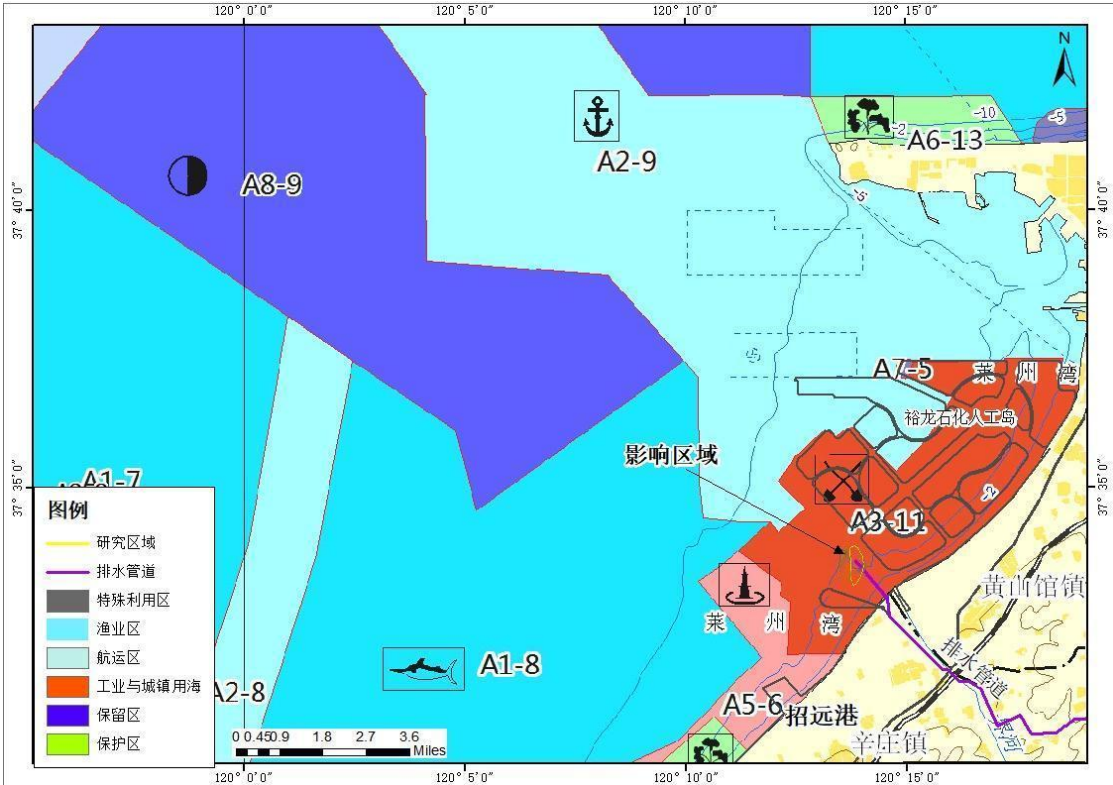 120° 0′0″
120° 5′0″
120° 10′0″
120° 15′0″
N
A2-9
-10
-5
-2
A6-13
A8-9
37° 40′0″
37° 40′0″
-5
-5
A7-5
莱 州 湾
裕龙石化人工岛
影响区域
37° 35′0″
37° 35′0″
A1-7
-2
A3-11
图例
研究区域
排水管道
特殊利用区
渔业区
航运区
工业与城镇用海
保留区
保护区
黄山馆镇
莱 州 湾
排水管道
A1-8
A2-8
A5-6
招远港
辛庄镇
0 0.45 0.9 1.8 2.7 3.6
Miles
120° 0′0″
120° 5′0″
120° 10′0″
120° 15′0″